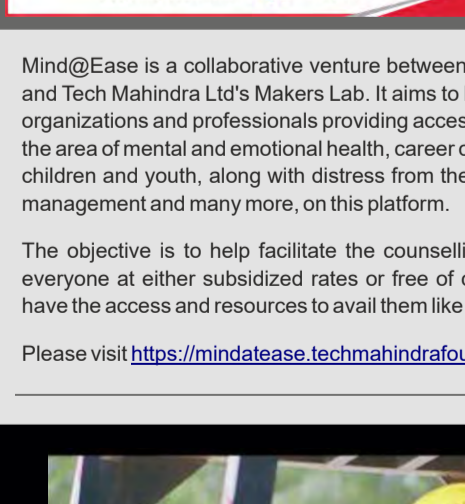 Mind@Ease is a collaborative venture between
and Tech Mahindra Ltd's Makers Lab. It aims to
organizations and professionals providing acces
the area of mental and emotional health, career
children and youth, along with distress from the
management and many more, on this platform.
The objective is to help facilitate the counselli
everyone at either subsidized rates or free of
have the access and resources to avail them like
Please visit https://mindatease.techmahindrafou